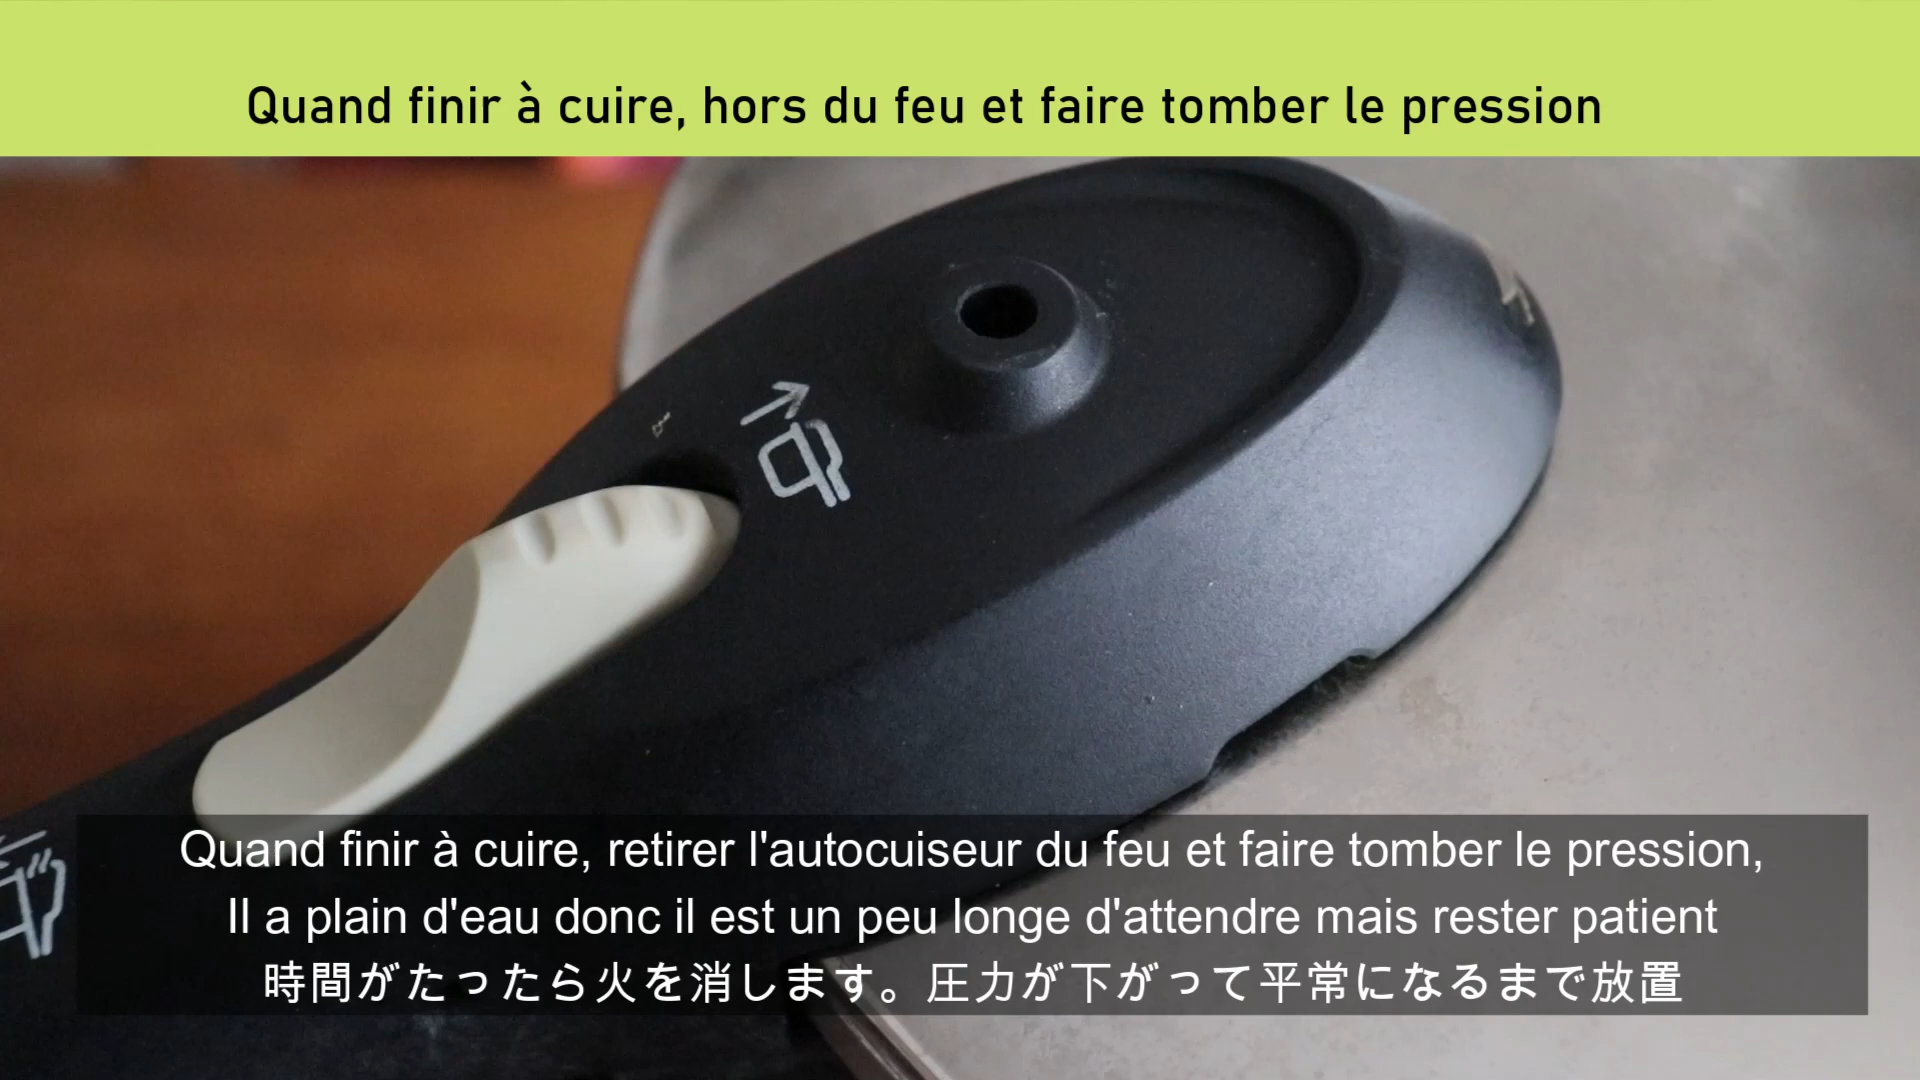 Quand finir à cuire, hors du feu et faire tomber le pression
Quand finir à cuire, retirer l'autocuiseur du feu et faire tomber le pression,
Il a plain d'eau donc il est un peu longe d'attendre mais rester patient
時間がたったら火を消します。圧力が下がって平常になるまで放置